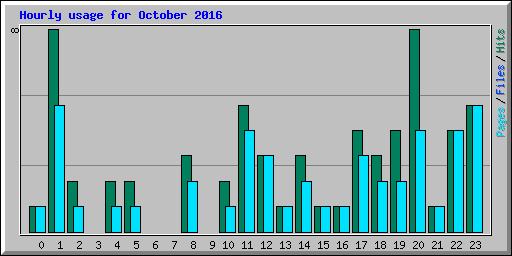 Hourly usage for October 2016
8
Pages/Files/Hits
0 1 2 3 4 5 6 7 8 9 10 11 12 13 14 15 16 17 18 19 20 21 22 23